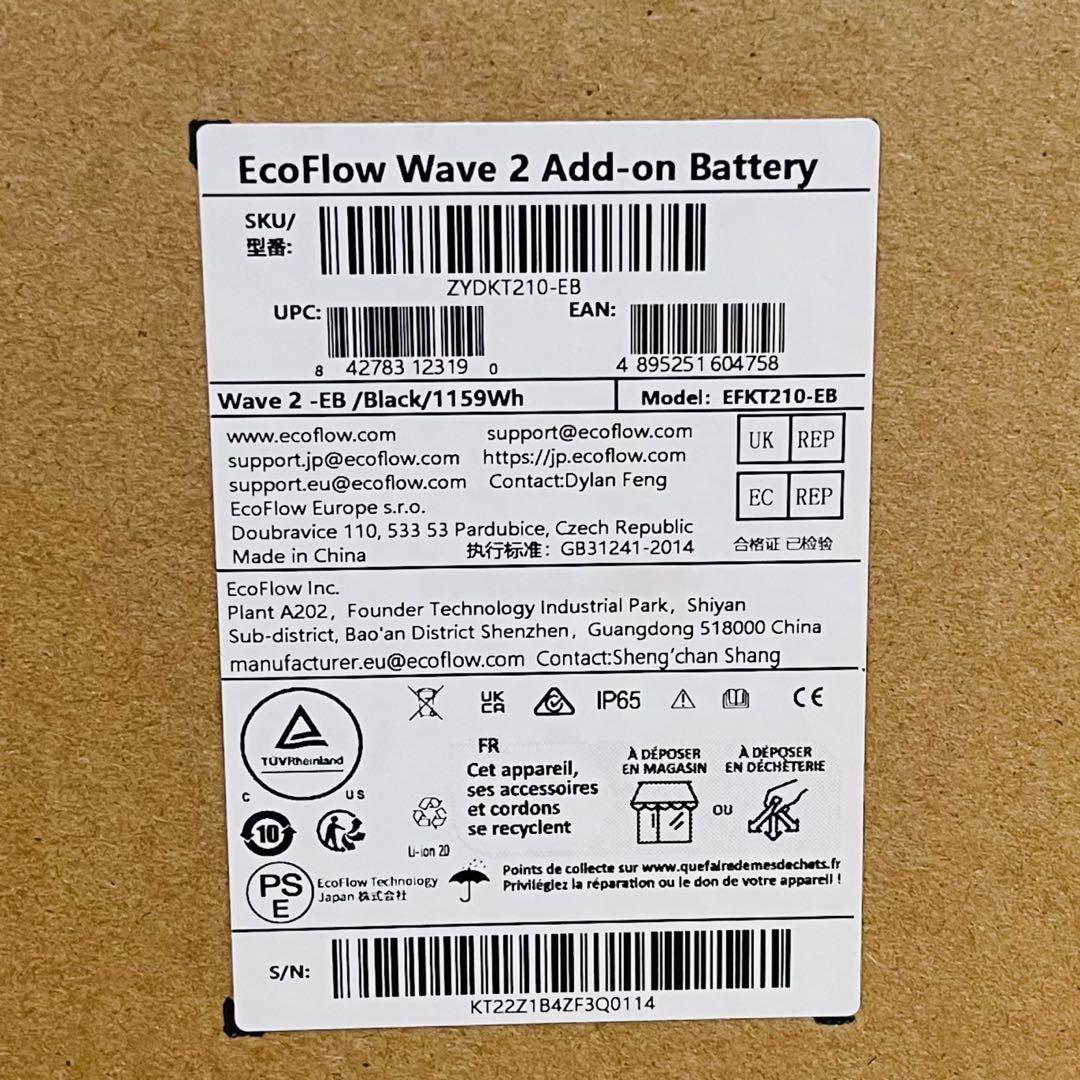 EcoFlow Wave 2 Add-on Battery
SKU/
型番:
ZYDKT210-EB
UPC:
8 42783 12319 0
EAN:
4 895251 604758
Wave 2 -EB /Black/1159Wh
Model: EFKT210-EB
www.ecoflow.com support@ecoflow.com
support.jp@ecoflow.com https://jp.ecoflow.com
support.eu@ecoflow.com Contact:Dylan Feng
EcoFlow Europe s.r.o.
Doubravice 110, 533 53 Pardubice, Czech Republic
Made in China 执行标准：GB31241-2014
UK REP
EC REP
合格证 已检验
EcoFlow Inc.
Plant A202，Founder Technology Industrial Park，Shiyan
Sub-district, Bao'an District Shenzhen，Guangdong 518000 China
manufacturer.eu@ecoflow.com Contact:Sheng'chan Shang
TÜVRheinland
C US
UK
CA
IP65
CE
10
Li-ion 20
FR
Cet appareil,
ses accessoires
et cordons
se recyclent
À DÉPOSER
EN MAGASIN
OU
À DÉPOSER
EN DÉCHÈTERIE
PS
E
EcoFlow Technology
Japan 株式会社
Points de collecte sur www.quefairedemesdechets.fr
Privilégiez la réparation ou le don de votre appareil !
S/N:
KT22Z1B4ZF3Q0114